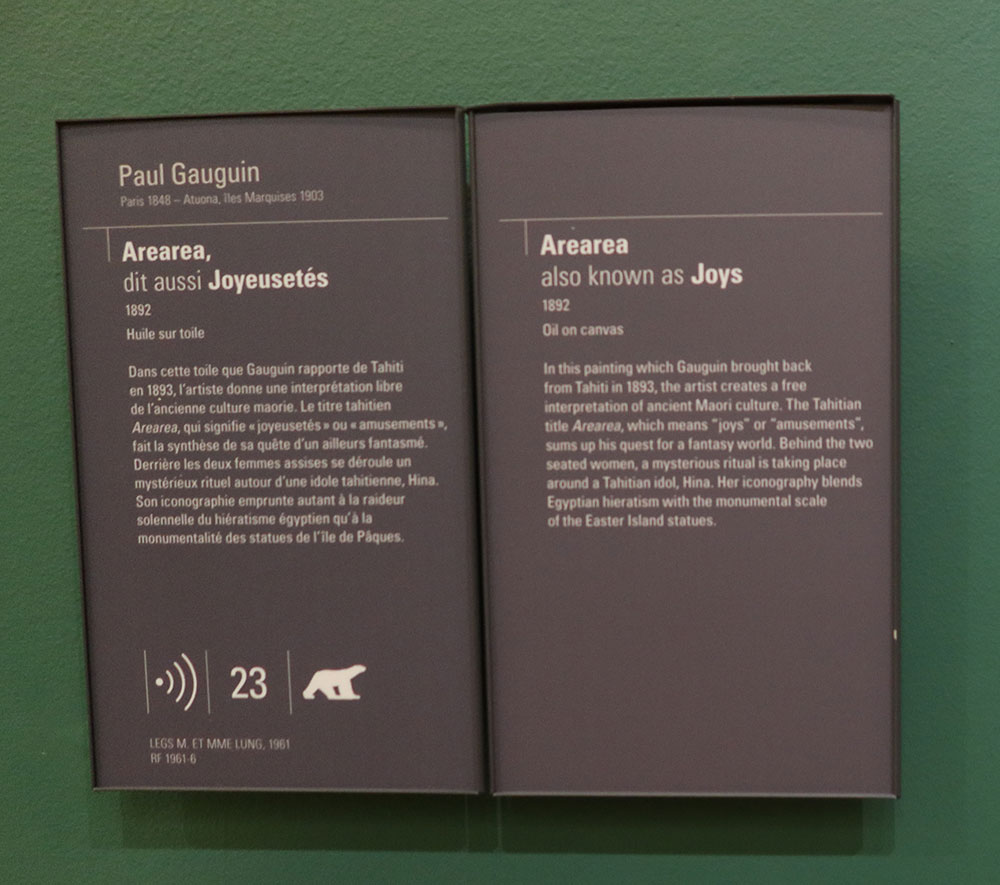 Paul Gauguin
Paris 1848 – Atuona, îles Marquises 1903
Arearea,
dit aussi Joyeusetés
1892
Huile sur toile
Dans cette toile que Gauguin rapporte de Tahiti
en 1893, l'artiste donne une interprétation libre
de l'ancienne culture maorie. Le titre tahitien
Arearea, qui signifie « joyeusetés » ou « amusements »,
fait la synthèse de sa quête d'un ailleurs fantasmé.
Derrière les deux femmes assises se déroule un
mystérieux rituel autour d'une idole tahitienne, Hina.
Son iconographie emprunte autant à la raideur
solennelle du hiératisme égyptien qu'à la
monumentalité des statues de l'île de Pâques.
23
LEGS M. ET MME LUNG, 1961
RF 1961-6
Arearea
also known as Joys
1892
Oil on canvas
In this painting which Gauguin brought back
from Tahiti in 1893, the artist creates a free
interpretation of ancient Maori culture. The Tahitian
title Arearea, which means "joys" or "amusements",
sums up his quest for a fantasy world. Behind the two
seated women, a mysterious ritual is taking place
around a Tahitian idol, Hina. Her iconography blends
Egyptian hieratism with the monumental scale
of the Easter Island statues.